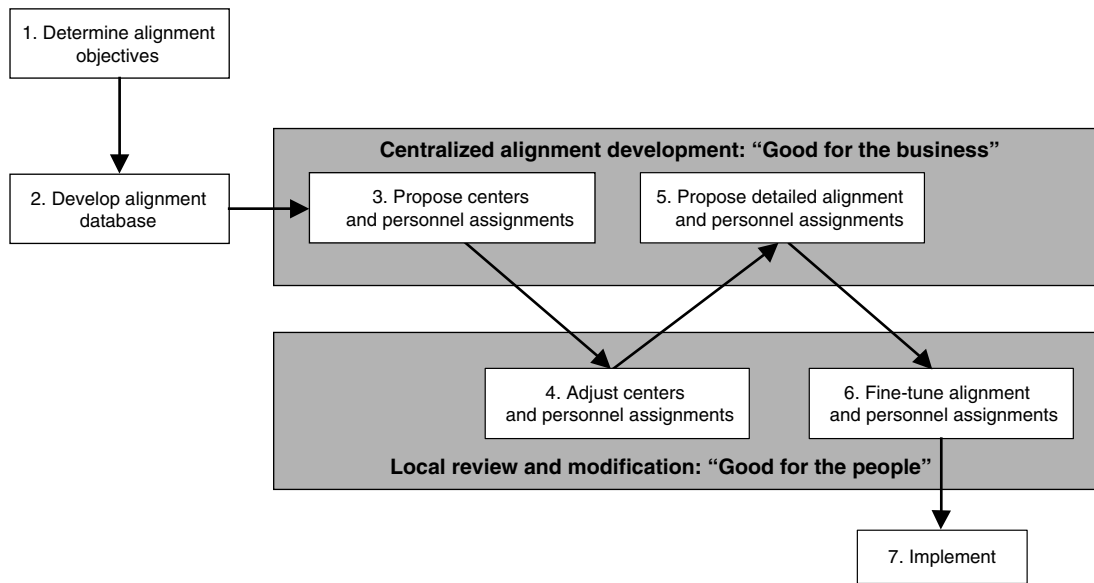 1. Determine alignment
objectives
Centralized alignment development: “Good for the business”
2. Develop alignment
database
3. Propose centers
and personnel assignments
5. Propose detailed alignment
and personnel assignments
4. Adjust centers
and personnel assignments
6. Fine-tune alignment
and personnel assignments
Local review and modification: “Good for the people”
7. Implement